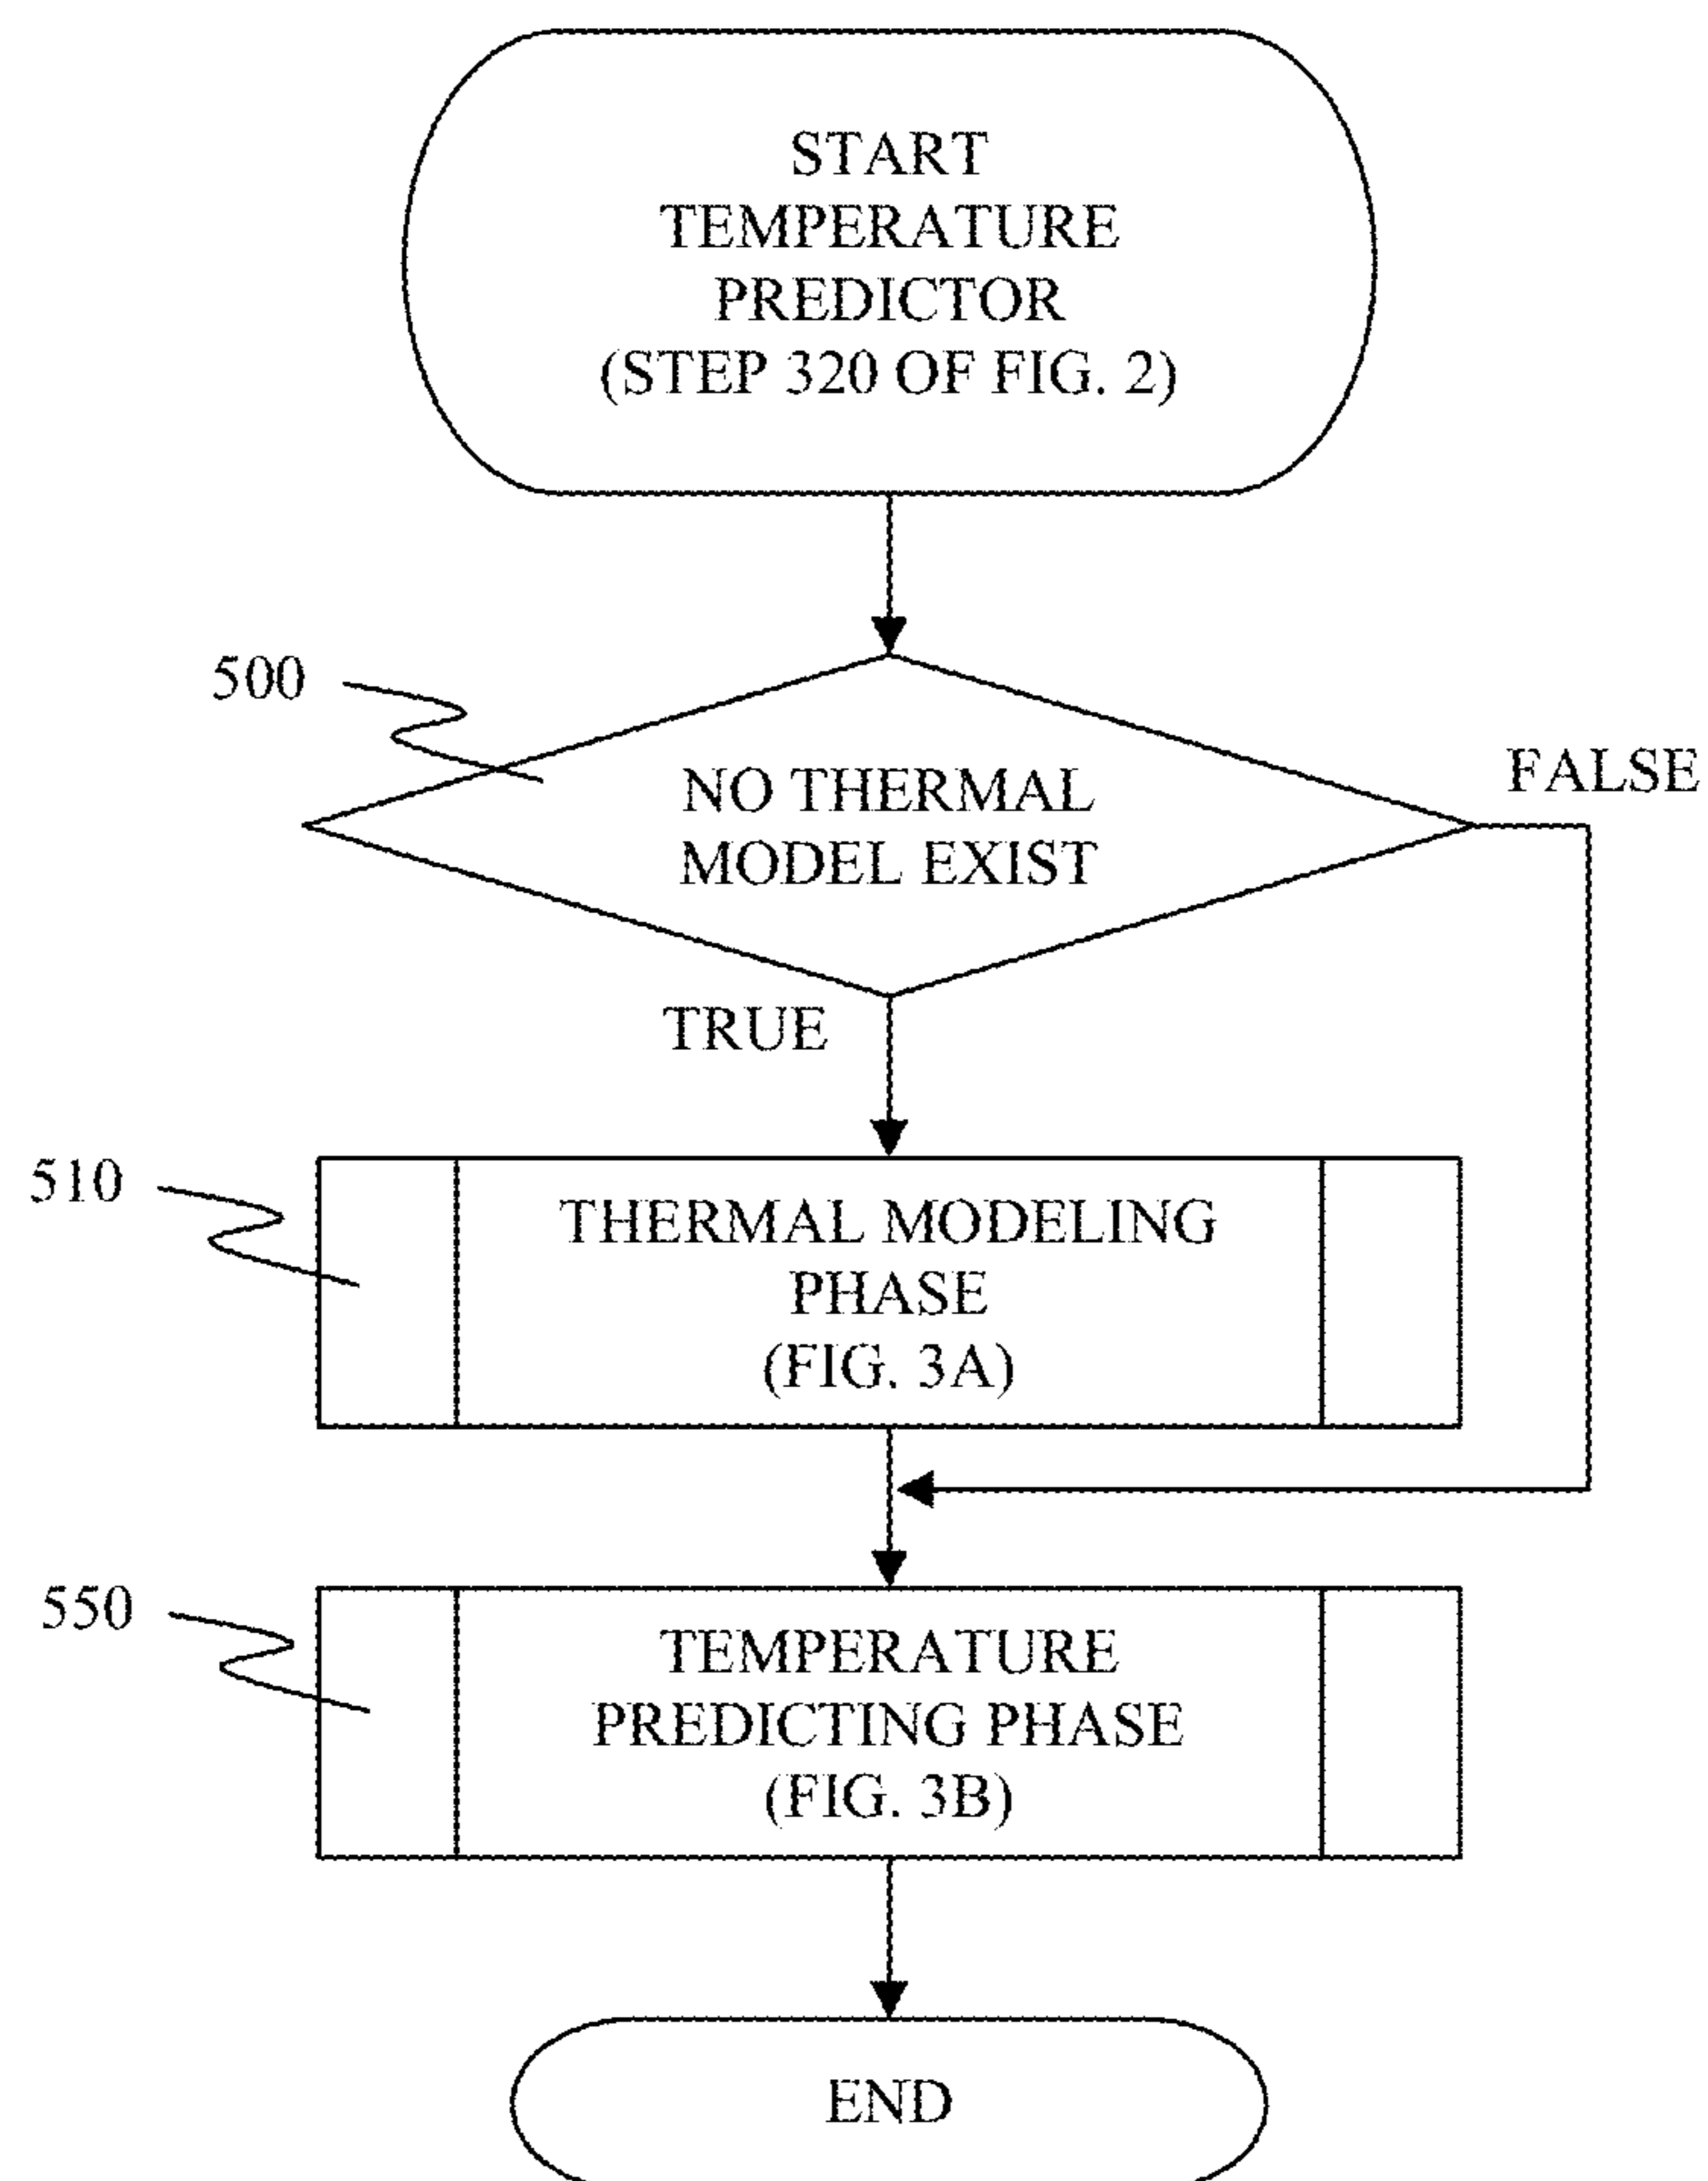 START
TEMPERATURE
PREDICTOR
(STEP 320 OF FIG. 2)
500
NO THERMAL
MODEL EXIST
FALSE
TRUE
510
THERMAL MODELING
PHASE
(FIG. 3A)
550
TEMPERATURE
PREDICTING PHASE
(FIG. 3B)
END